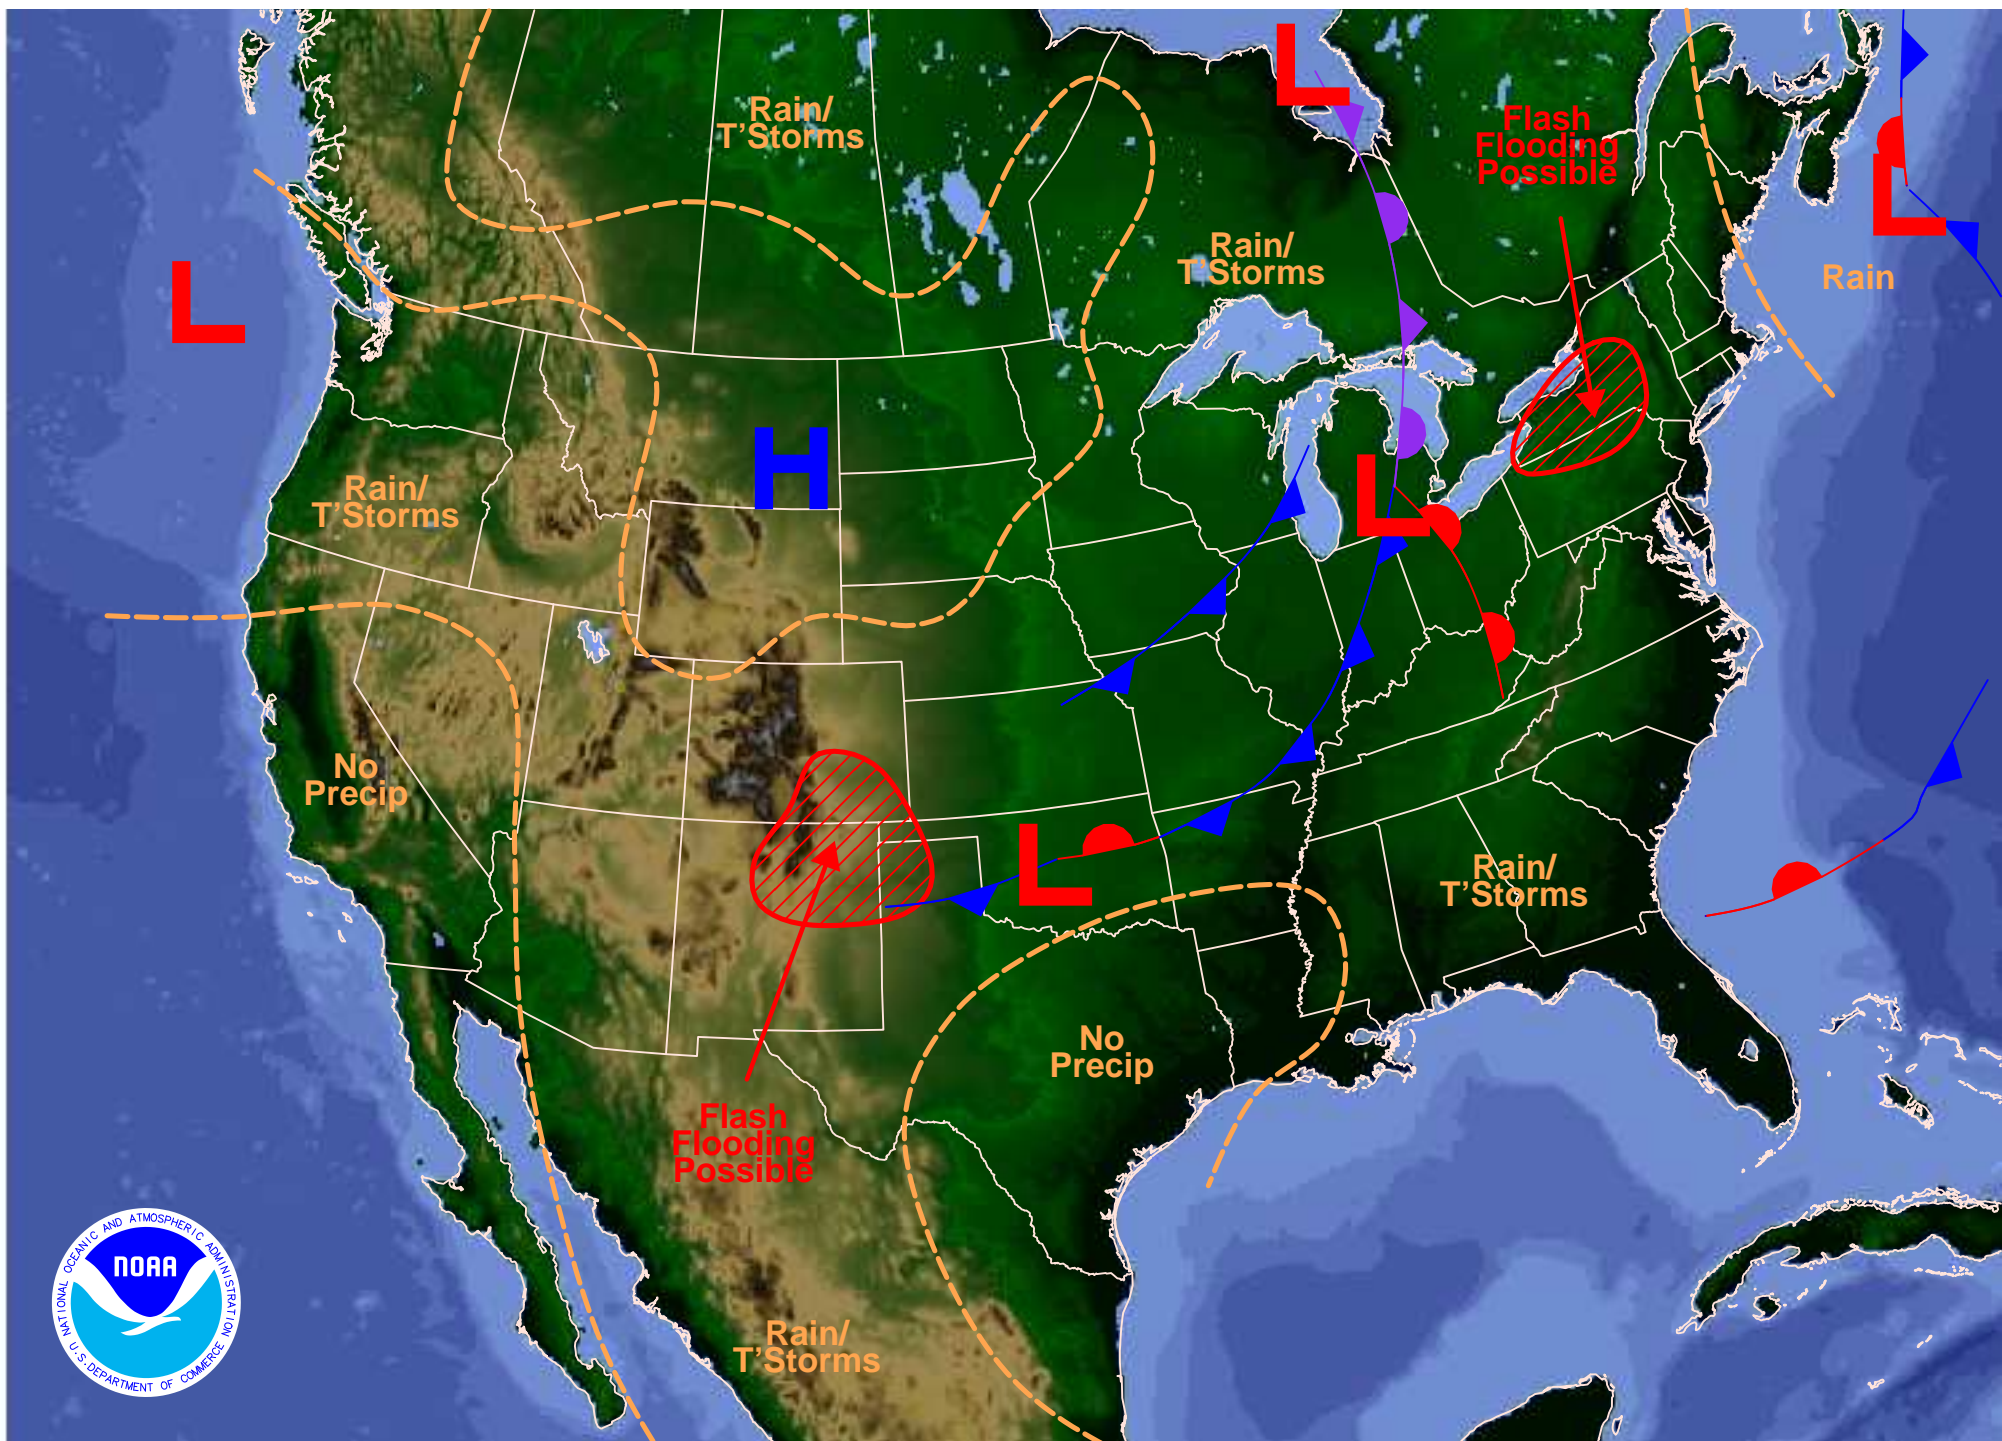 L
Rain/
T'Storms
Flash
Flooding
Possible
L
Rain/
T'Storms
L
Rain
H
L
Rain/
T'Storms
No
Precip
L
Rain/
T'Storms
No
Precip
Flash
Flooding
Possible
Rain/
T'Storms
NATIONAL OCEANIC AND ATMOSPHERIC ADMINISTRATION
NOAA
U.S. DEPARTMENT OF COMMERCE